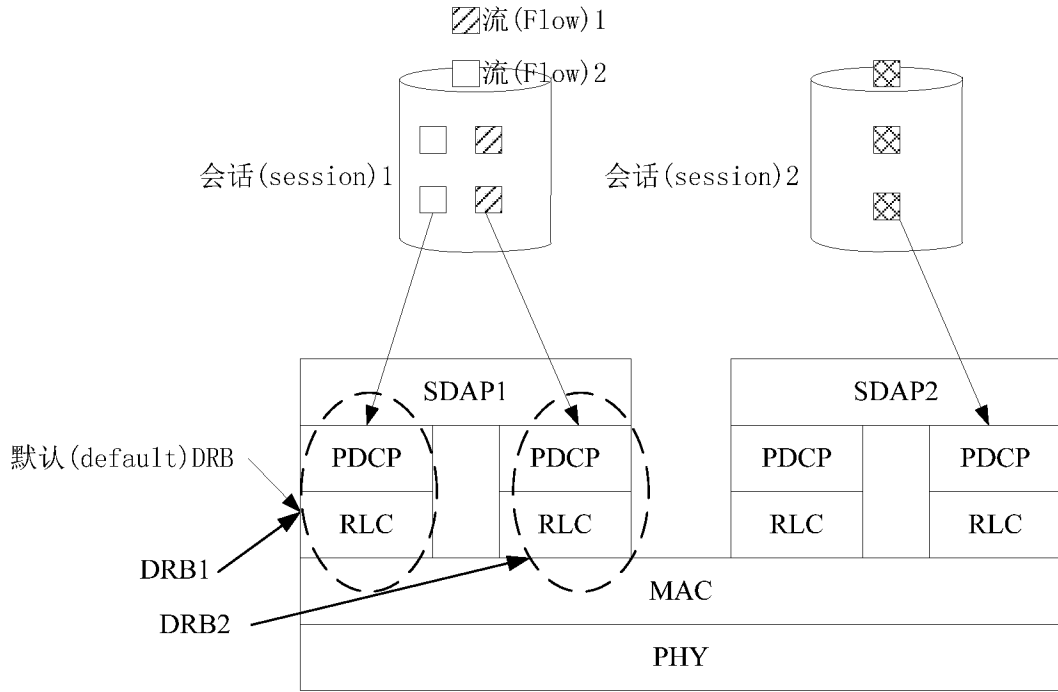 流(Flow)1
流(Flow)2
会话(session)1
会话(session)2
SDAP1
SDAP2
默认(default)DRB
PDCP
PDCP
PDCP
PDCP
RLC
RLC
RLC
RLC
DRB1
MAC
DRB2
PHY